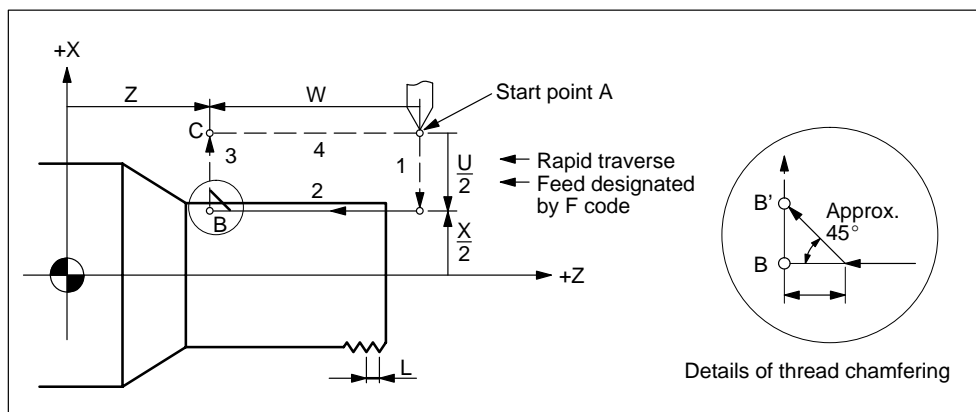 +X
Z
W
Start point A
C
3
4
1
U
2
Rapid traverse
Feed designated
by F code
2
B
X
2
+Z
L
B'
Approx.
45°
B
Details of thread chamfering